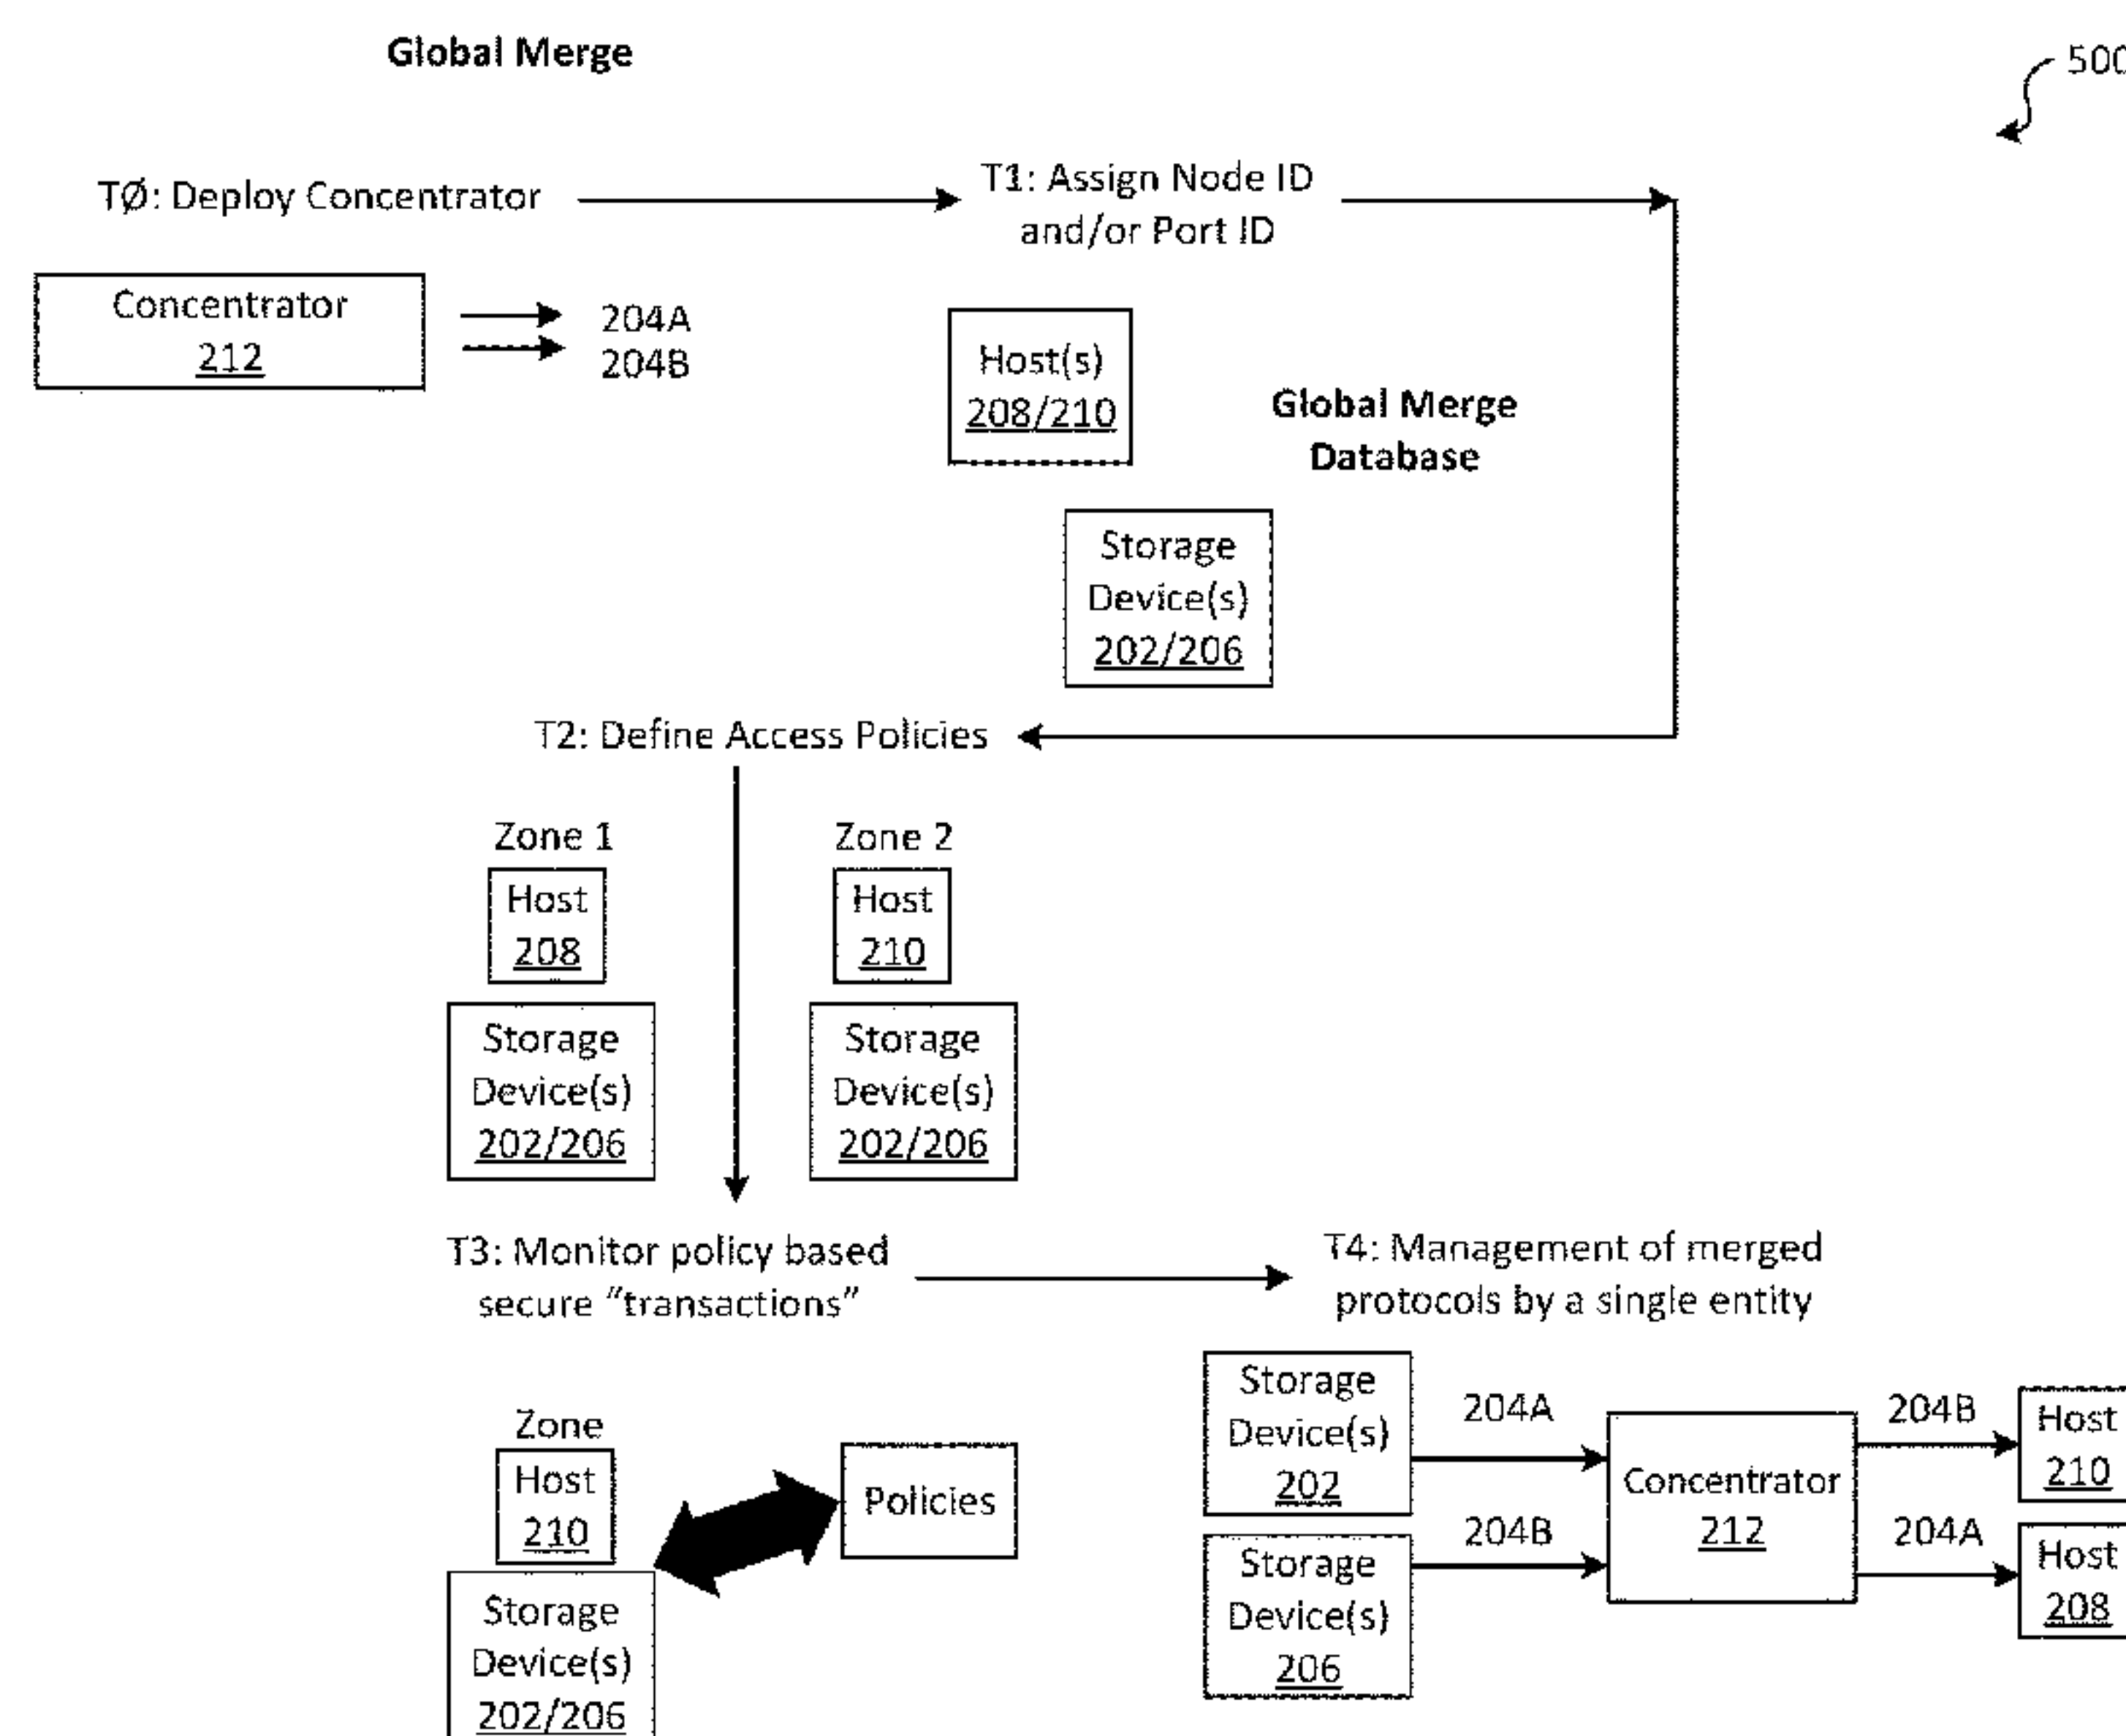 Global Merge
500
TØ: Deploy Concentrator
T1: Assign Node ID
and/or Port ID
Concentrator
212
204A
204B
Host(s)
208/210
Global Merge
Database
Storage
Device(s)
202/206
T2: Define Access Policies
Zone 1
Host
208
Storage
Device(s)
202/206
Zone 2
Host
210
Storage
Device(s)
202/206
T3: Monitor policy based
secure "transactions"
T4: Management of merged
protocols by a single entity
Zone
Host
210
Storage
Device(s)
202/206
Policies
Storage
Device(s)
202
204A
Storage
Device(s)
206
204B
Concentrator
212
204B
Host
210
204A
Host
208